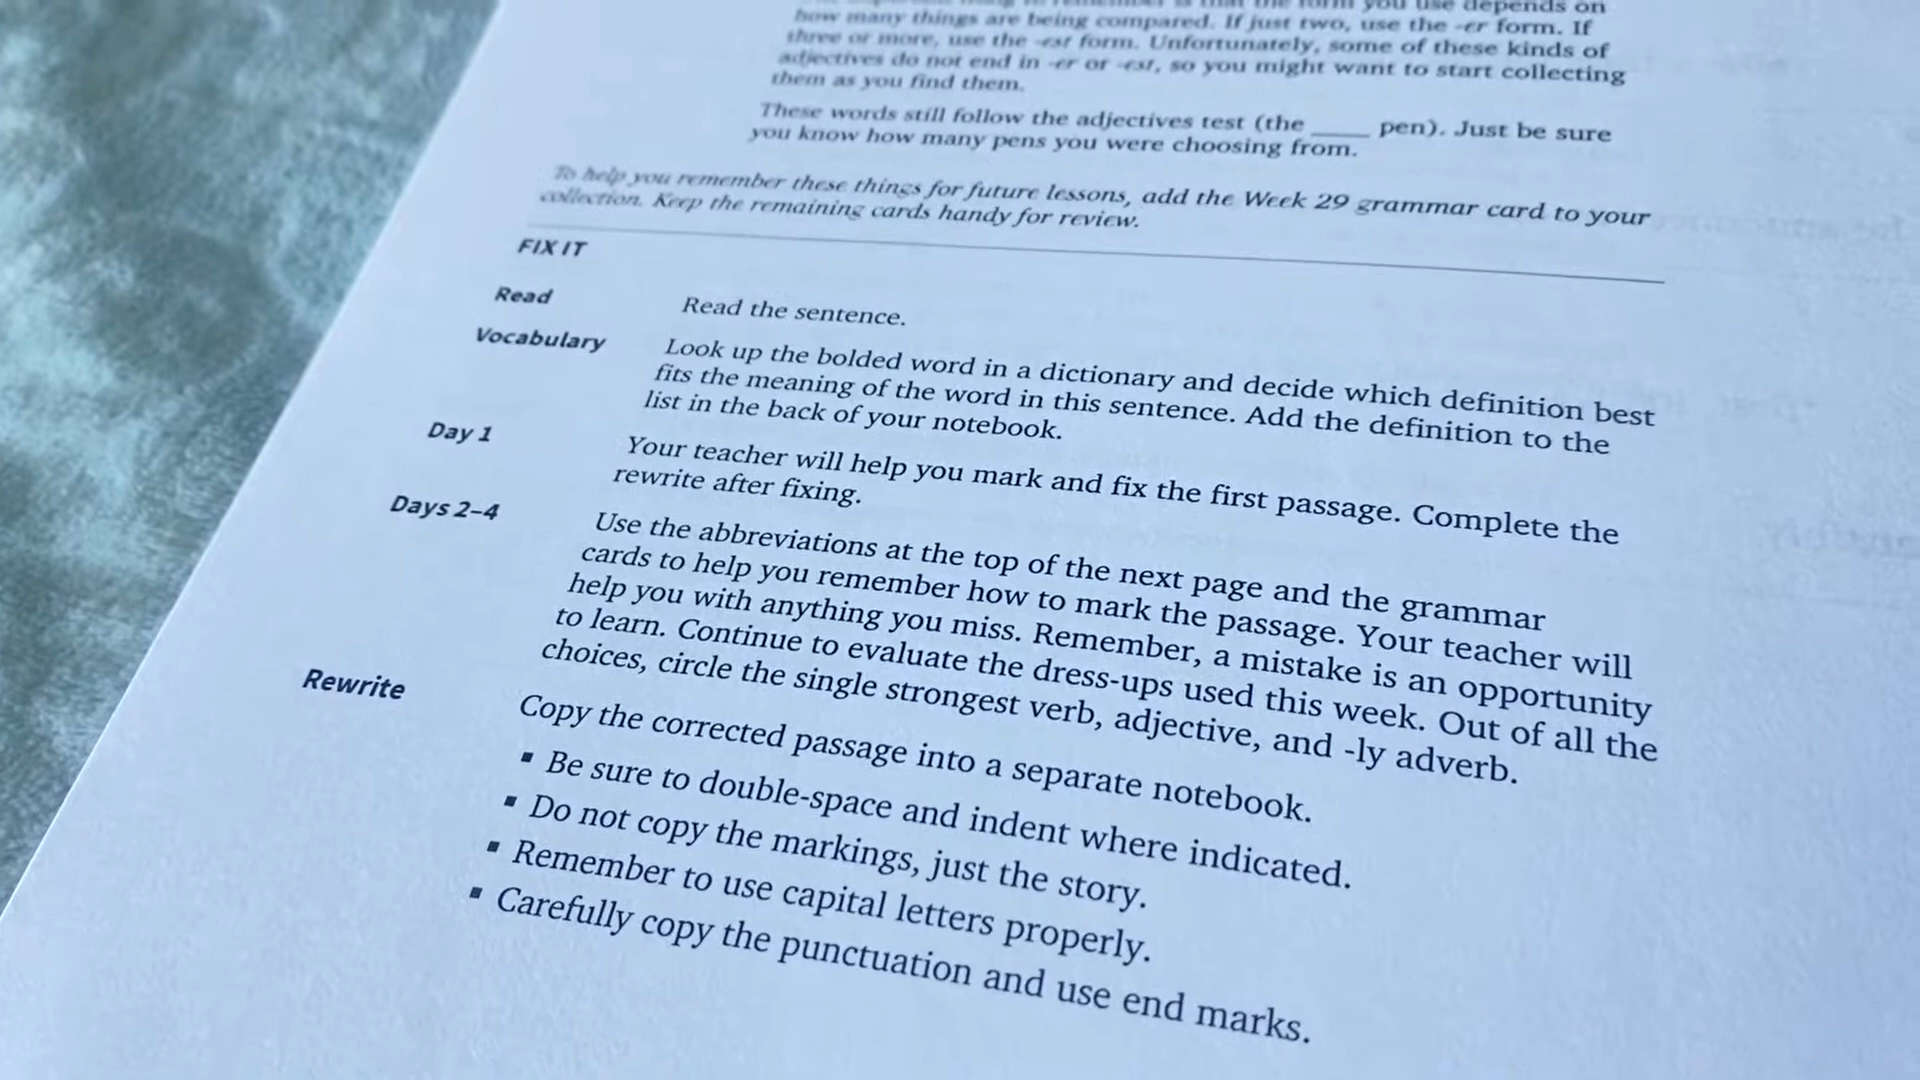 form you use depends on
how many things are being compared. If just two, use the -er form. If
three or more, use the -est form. Unfortunately, some of these kinds of
adjectives do not end in -er or -est, so you might want to start collecting
them as you find them.
These words still follow the adjectives test (the ____ pen). Just be sure
you know how many pens you were choosing from.
To help you remember these things for future lessons, add the Week 29 grammar card to your
collection. Keep the remaining cards handy for review.
FIX IT
Read Read the sentence.
Vocabulary Look up the bolded word in a dictionary and decide which definition best
fits the meaning of the word in this sentence. Add the definition to the
list in the back of your notebook.
Day 1 Your teacher will help you mark and fix the first passage. Complete the
rewrite after fixing.
Days 2–4 Use the abbreviations at the top of the next page and the grammar
cards to help you remember how to mark the passage. Your teacher will
help you with anything you miss. Remember, a mistake is an opportunity
to learn. Continue to evaluate the dress-ups used this week. Out of all the
choices, circle the single strongest verb, adjective, and -ly adverb.
Rewrite Copy the corrected passage into a separate notebook.
▪ Be sure to double-space and indent where indicated.
▪ Do not copy the markings, just the story.
▪ Remember to use capital letters properly.
▪ Carefully copy the punctuation and use end marks.